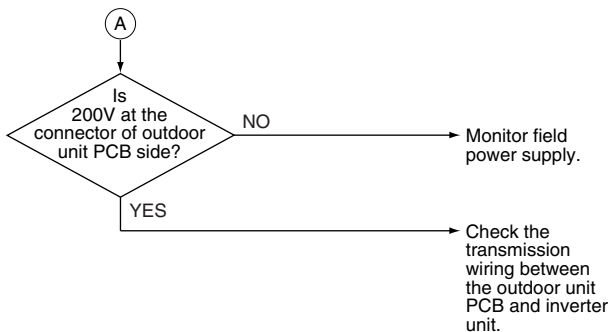 A
Is
200V at the
connector of outdoor
unit PCB side?
NO
Monitor field
power supply.
YES
Check the
transmission
wiring between
the outdoor unit
PCB and inverter
unit.